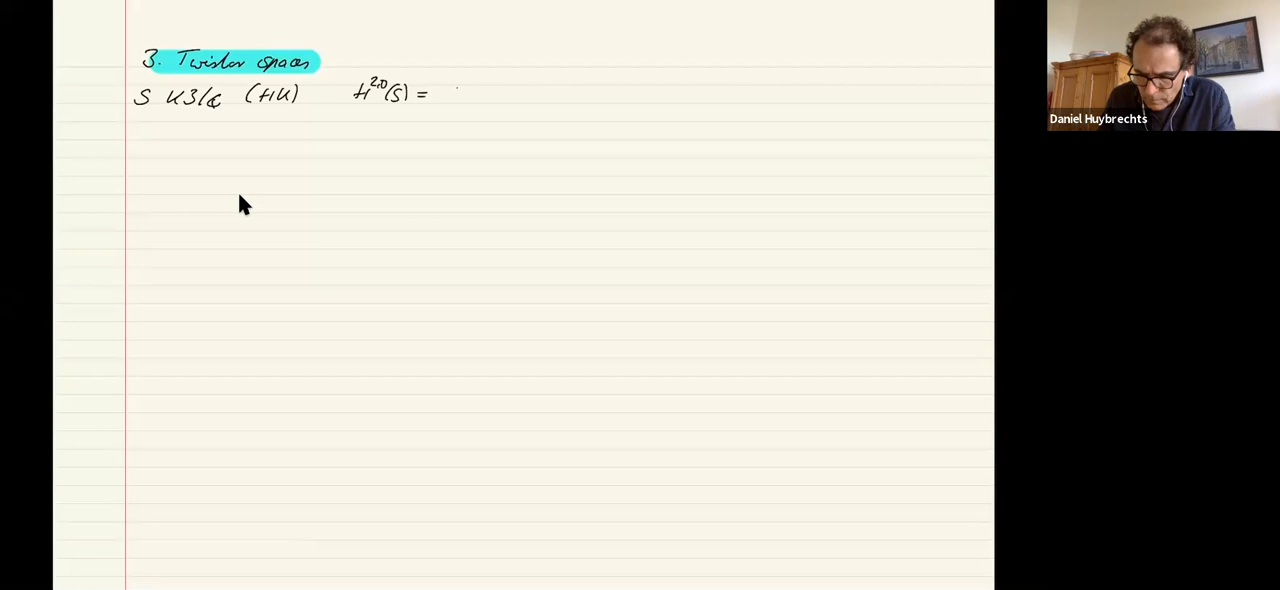 3. Twistor spaces
S K3/ℂ (HK) H^{2,0}(S) =
Daniel Huybrechts